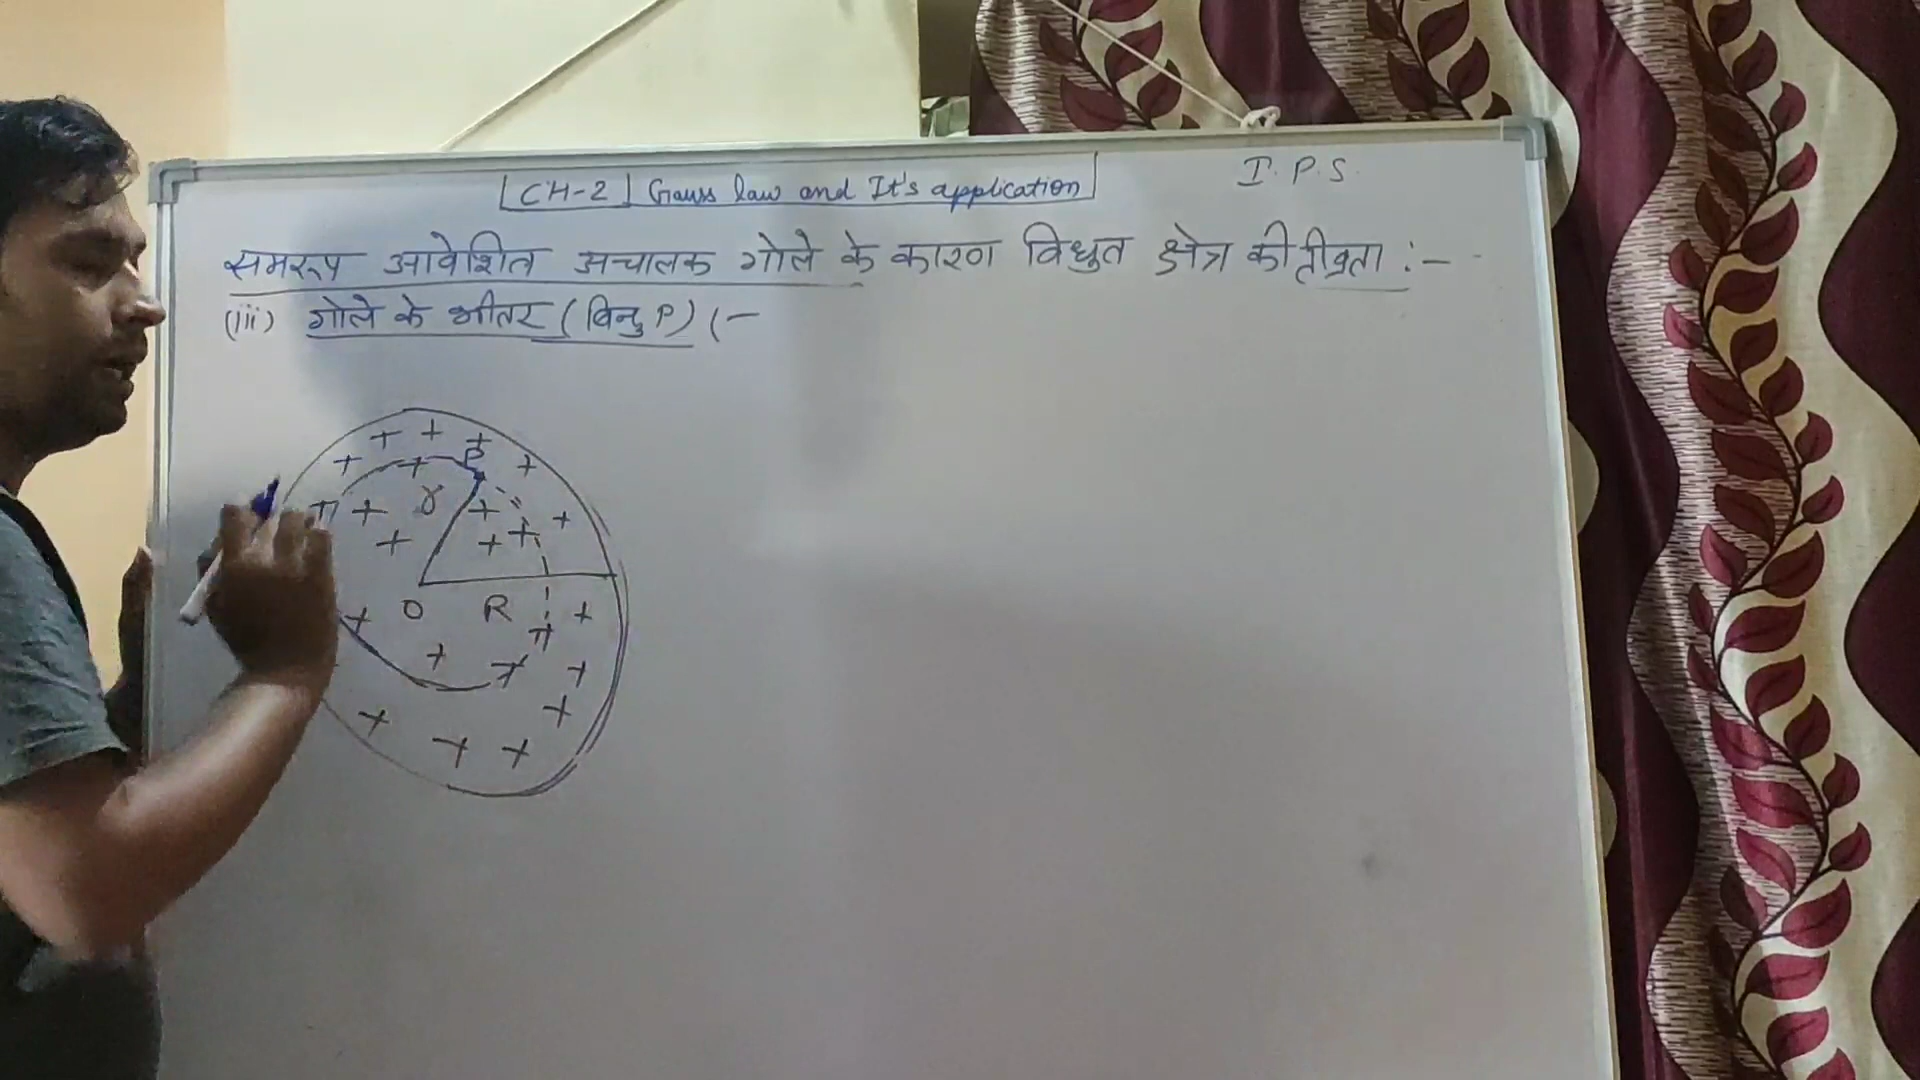 CH-2 Gauss law and It's application
I. P. S.
समरूप आवेशित अचालक गोले के कारण विधुत क्षेत्र की तीव्रता :-
(iii) गोले के भीतर (बिन्दु P) (-
+ + +
P
+ + +
r
+ + +
+ + +
O R +
+
+ + +
+
+ + +